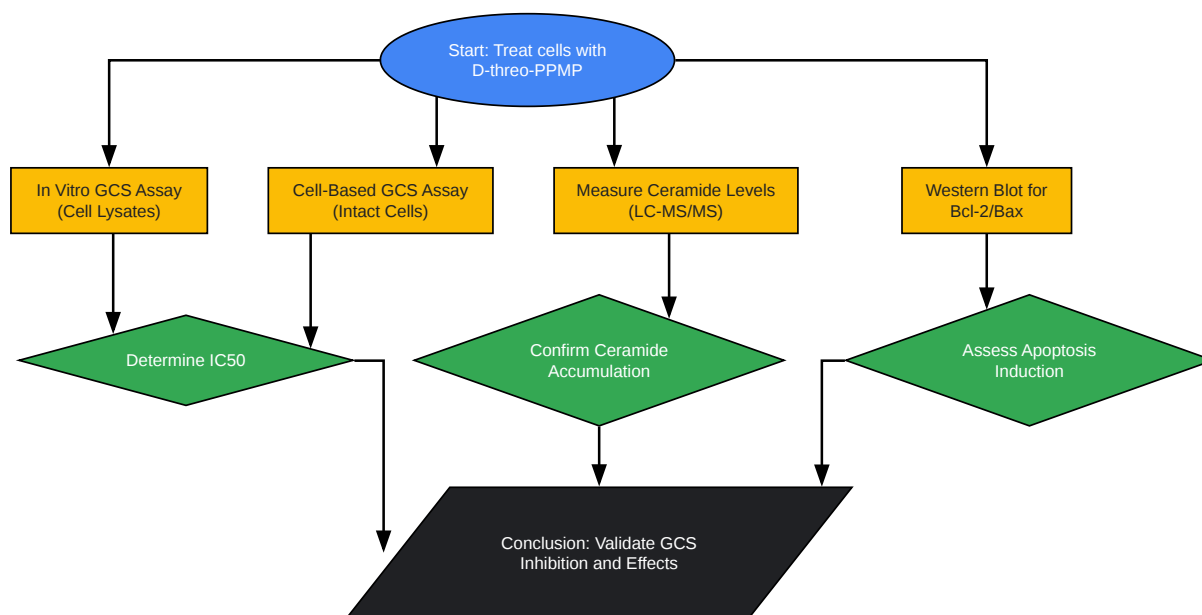 Start: Treat cells with
D-threo-PPMP
In Vitro GCS Assay
(Cell Lysates)
Cell-Based GCS Assay
(Intact Cells)
Measure Ceramide Levels
(LC-MS/MS)
Western Blot for
Bcl-2/Bax
Determine IC50
Confirm Ceramide
Accumulation
Assess Apoptosis
Induction
Conclusion: Validate GCS
Inhibition and Effects